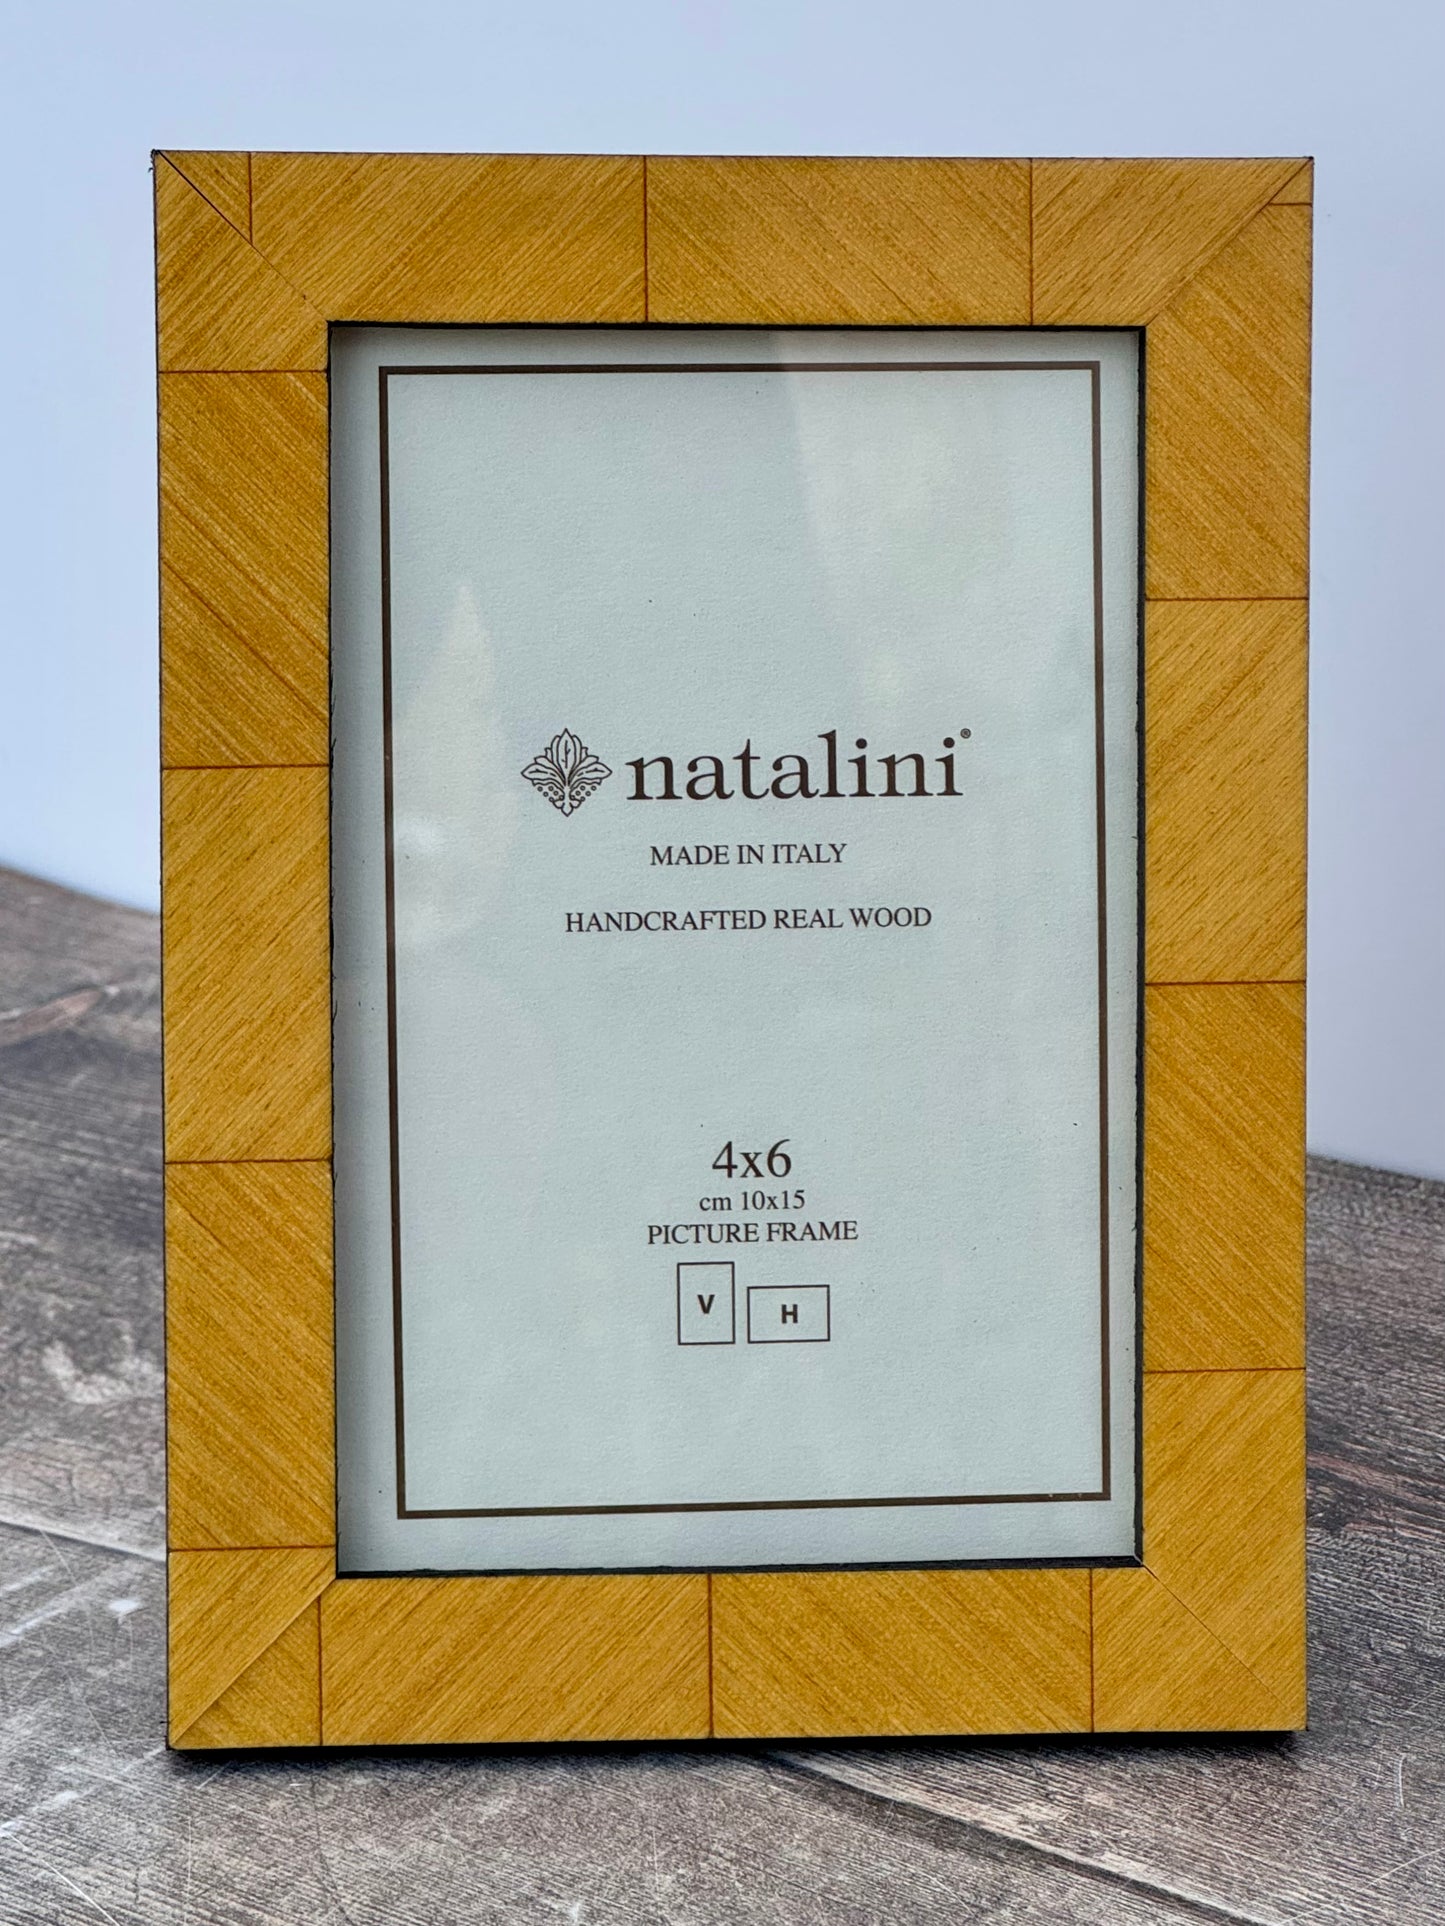 natalini®
MADE IN ITALY
HANDCRAFTED REAL WOOD
4x6
cm 10x15
PICTURE FRAME
V H